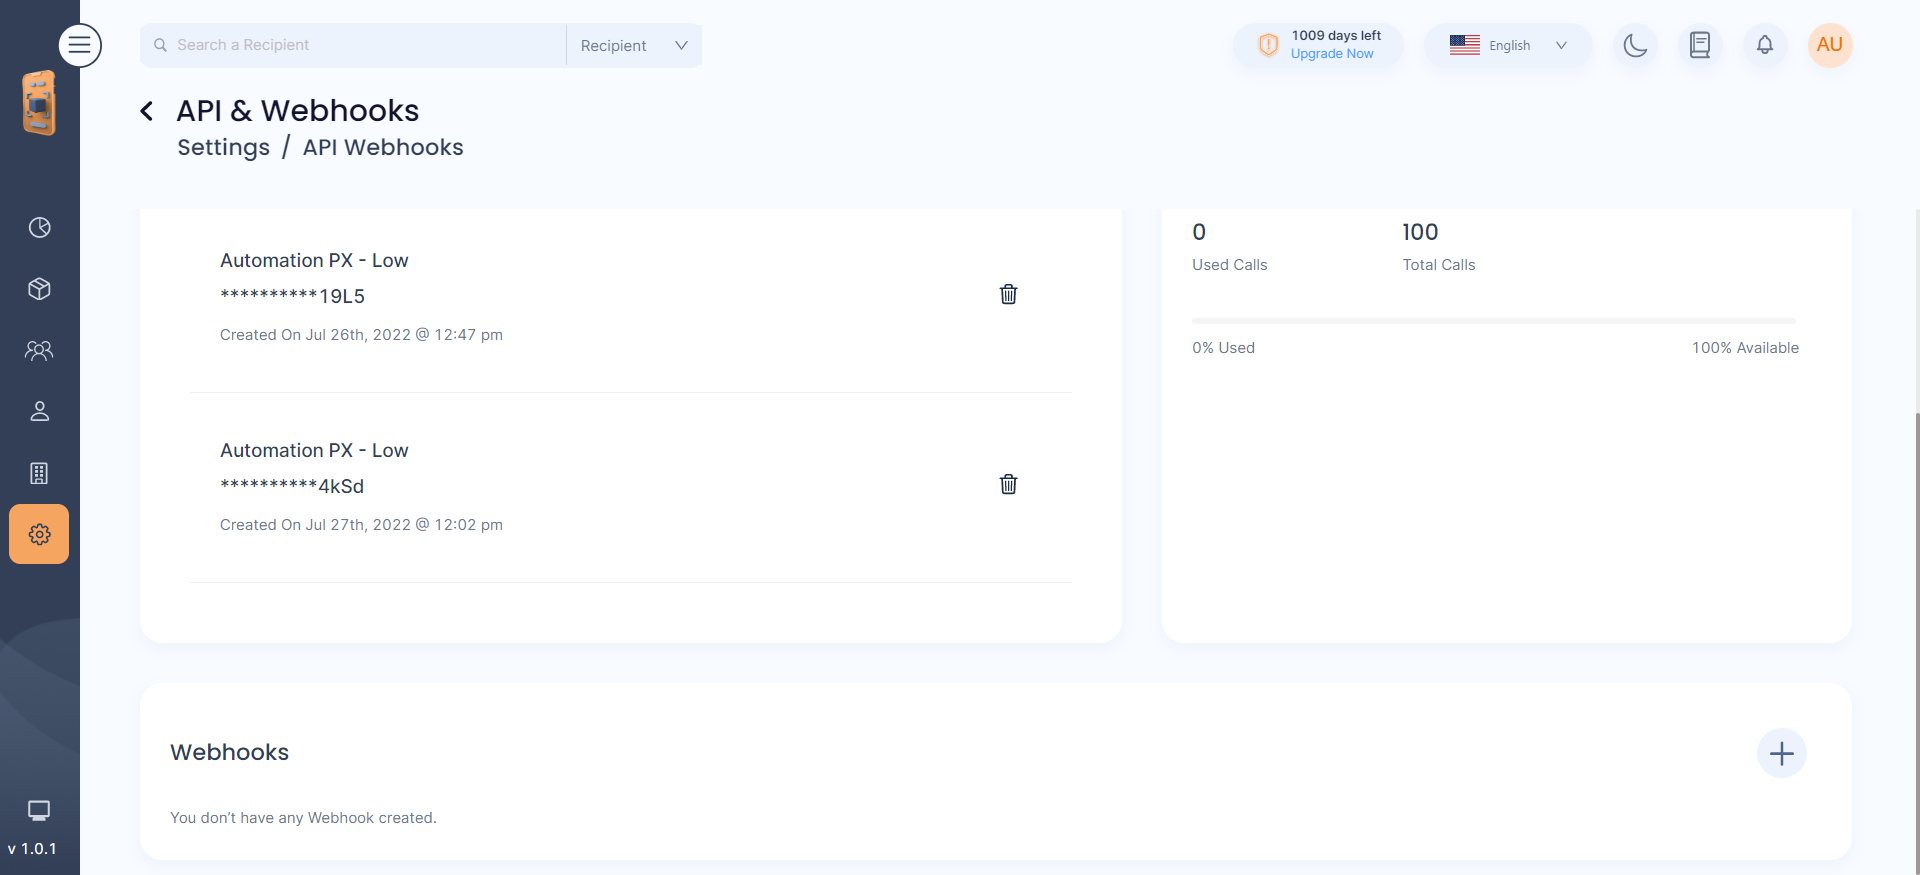 Search a Recipient
Recipient
1009 days left
Upgrade Now
English
AU
API & Webhooks
Settings / API Webhooks
Automation PX - Low
**********19L5
Created On Jul 26th, 2022 @ 12:47 pm
Automation PX - Low
**********4kSd
Created On Jul 27th, 2022 @ 12:02 pm
0
100
Used Calls
Total Calls
0% Used
100% Available
Webhooks
You don’t have any Webhook created.
v 1.0.1